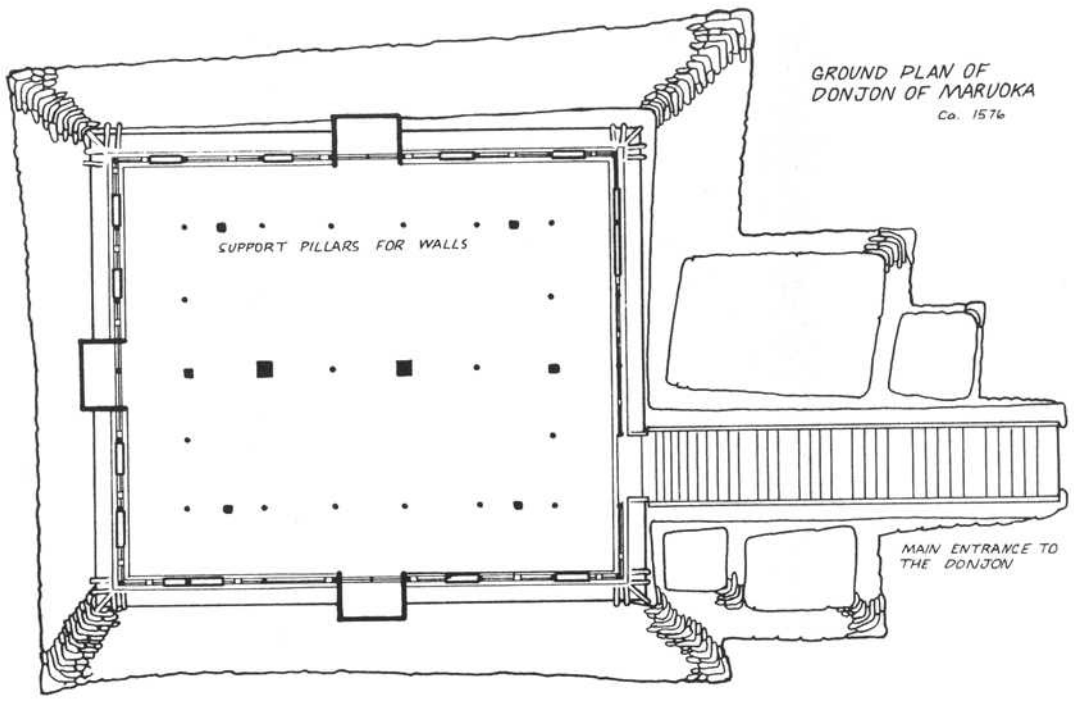 GROUND PLAN OF
DONJON OF MARUOKA
Ca. 1576
SUPPORT PILLARS FOR WALLS
MAIN ENTRANCE TO
THE DONJON